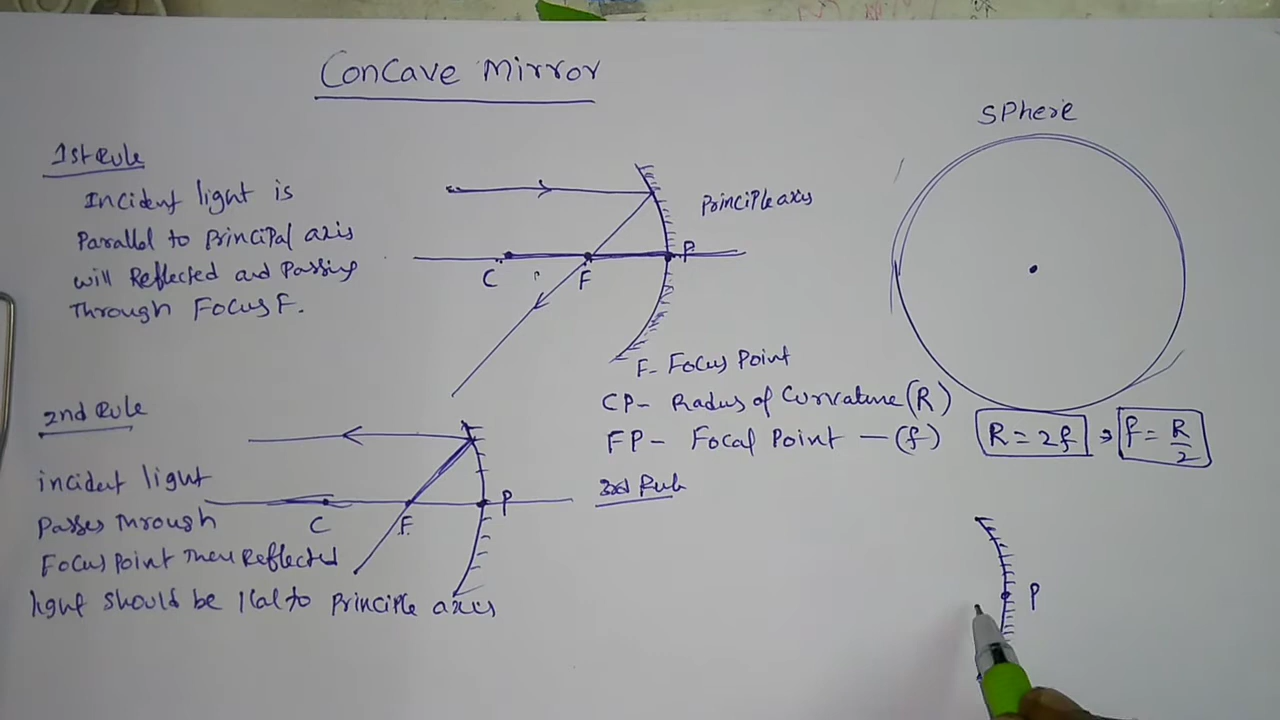 Concave Mirror
1st Rule
Incident light is
Parallel to Principal axis
will Reflected and Passing
Through Focus F.
C
F
P
Principle axis
SPhere
F- Focus Point
CP- Radius of Curvature (R)
FP- Focal Point - (f)
R = 2f ⇒ f = R/2
2nd Rule
incident light
Passes Through
Focus Point Then Reflected
light should be 11al to Principle axis
C
F
P
3rd Rule
P